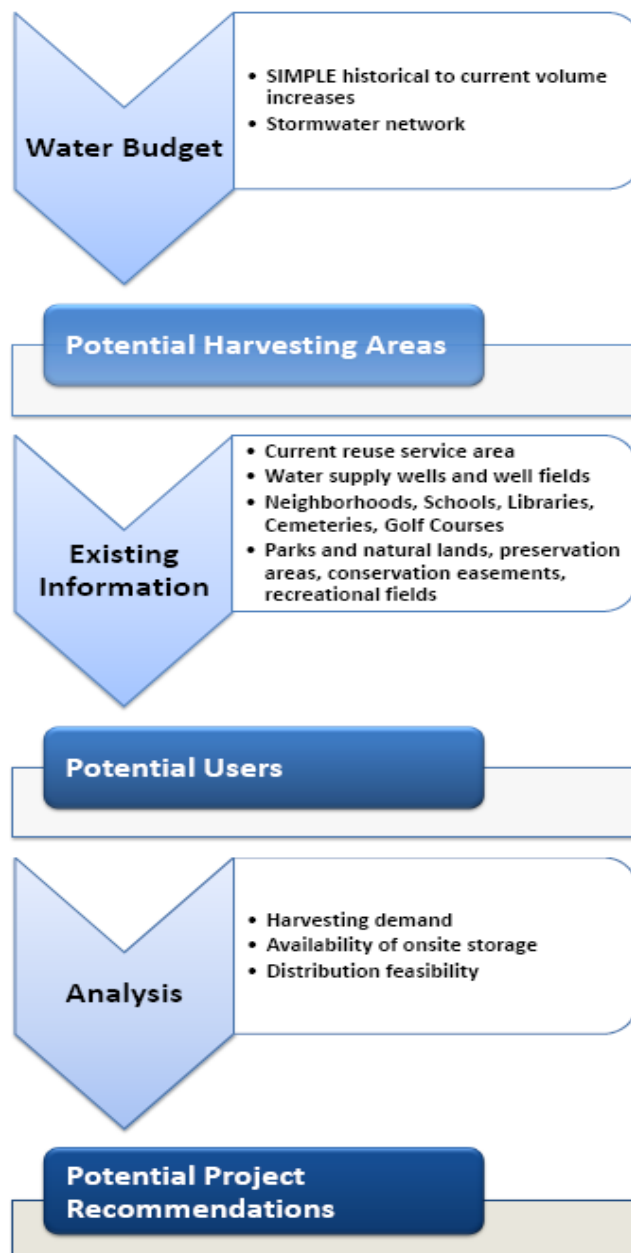 Water Budget
• SIMPLE historical to current volume
increases
• Stormwater network
Potential Harvesting Areas
Existing
Information
• Current reuse service area
• Water supply wells and well fields
• Neighborhoods, Schools, Libraries,
Cemeteries, Golf Courses
• Parks and natural lands, preservation
areas, conservation easements,
recreational fields
Potential Users
Analysis
• Harvesting demand
• Availability of onsite storage
• Distribution feasibility
Potential Project
Recommendations